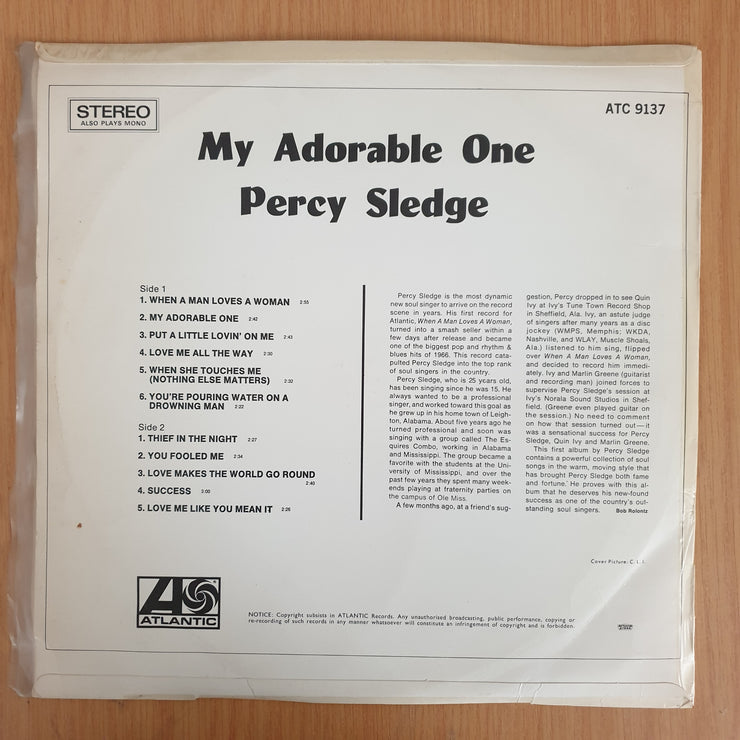 STEREO
ALSO PLAYS MONO
ATC 9137
My Adorable One
Percy Sledge
Side 1
1. WHEN A MAN LOVES A WOMAN 2:55
2. MY ADORABLE ONE 2:42
3. PUT A LITTLE LOVIN' ON ME 2:43
4. LOVE ME ALL THE WAY 2:30
5. WHEN SHE TOUCHES ME
(NOTHING ELSE MATTERS) 2:32
6. YOU'RE POURING WATER ON A
DROWNING MAN 2:22
Side 2
1. THIEF IN THE NIGHT 2:27
2. YOU FOOLED ME 2:34
3. LOVE MAKES THE WORLD GO ROUND
2:40
4. SUCCESS 3:00
5. LOVE ME LIKE YOU MEAN IT 2:26
Percy Sledge is the most dynamic
new soul singer to arrive on the record
scene in years. His first record for
Atlantic, When A Man Loves A Woman,
turned into a smash seller within a
few days after release and became
one of the biggest pop and rhythm &
blues hits of 1966. This record cata-
pulted Percy Sledge into the top rank
of soul singers in the country.
Percy Sledge, who is 25 years old,
has been singing since he was 15. He
always wanted to be a professional
singer, and worked toward this goal as
he grew up in his home town of Leigh-
ton, Alabama. About five years ago he
turned professional and soon was
singing with a group called The Es-
quires Combo, working in Alabama
and Mississippi. The group became a
favorite with the students at the Uni-
versity of Mississippi, and over the
past few years they spent many week-
ends playing at fraternity parties on
the campus of Ole Miss.
A few months ago, at a friend's sug-
gestion, Percy dropped in to see Quin
Ivy at Ivy's Tune Town Record Shop
in Sheffield, Ala. Ivy, an astute judge
of singers after many years as a disc
jockey (WMPS, Memphis; WKDA,
Nashville, and WLAY, Muscle Shoals,
Ala.) listened to him sing, flipped
over When A Man Loves A Woman,
and decided to record him immedi-
ately. Ivy and Marlin Greene (guitarist
and recording man) joined forces to
supervise Percy Sledge's session at
Ivy's Norala Sound Studios in Shef-
field. (Greene even played guitar on
the session.) No need to comment
on how that session turned out—it
was a sensational success for Percy
Sledge, Quin Ivy and Marlin Greene.
This first album by Percy Sledge
contains a powerful collection of soul
songs in the warm, moving style that
has brought Percy Sledge both fame
and fortune. He proves with this al-
bum that he deserves his new-found
success as one of the country's out-
standing soul singers. Bob Rolontz
Cover Picture: C. L. I.
ATLANTIC
NOTICE: Copyright subsists in ATLANTIC Records. Any unauthorised broadcasting, public performance, copying or
re-recording of such records in any manner whatsoever will constitute an infringement of copyright and is forbidden.